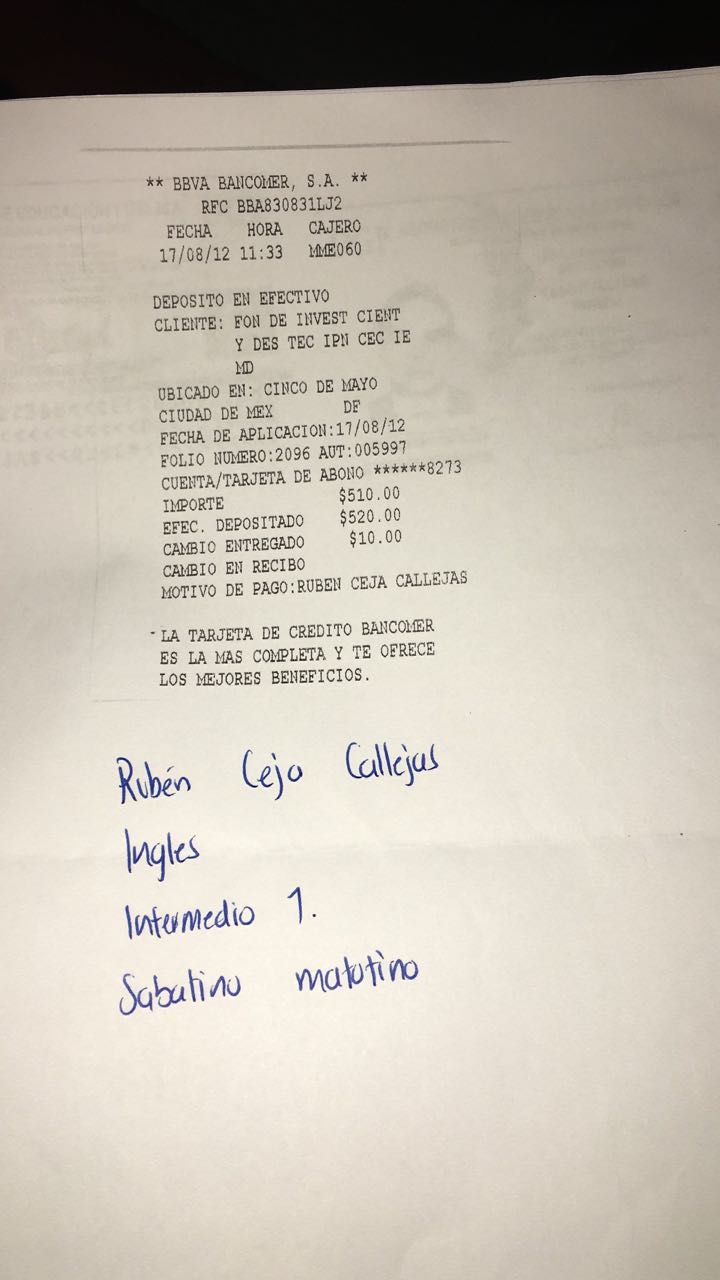 ** BBVA BANCOMER, S.A. **
RFC BBA830831LJ2
FECHA HORA CAJERO
17/08/12 11:33 MME060
DEPOSITO EN EFECTIVO
CLIENTE: FON DE INVEST CIENT
Y DES TEC IPN CEC IE
MD
UBICADO EN: CINCO DE MAYO
CIUDAD DE MEX DF
FECHA DE APLICACION:17/08/12
FOLIO NUMERO:2096 AUT:005997
CUENTA/TARJETA DE ABONO ******8273
IMPORTE $510.00
EFEC. DEPOSITADO $520.00
CAMBIO ENTREGADO $10.00
CAMBIO EN RECIBO
MOTIVO DE PAGO:RUBEN CEJA CALLEJAS
-LA TARJETA DE CREDITO BANCOMER
ES LA MAS COMPLETA Y TE OFRECE
LOS MEJORES BENEFICIOS.
Rubén Ceja Callejas
Ingles
Intermedio 1.
Sabatino matutino